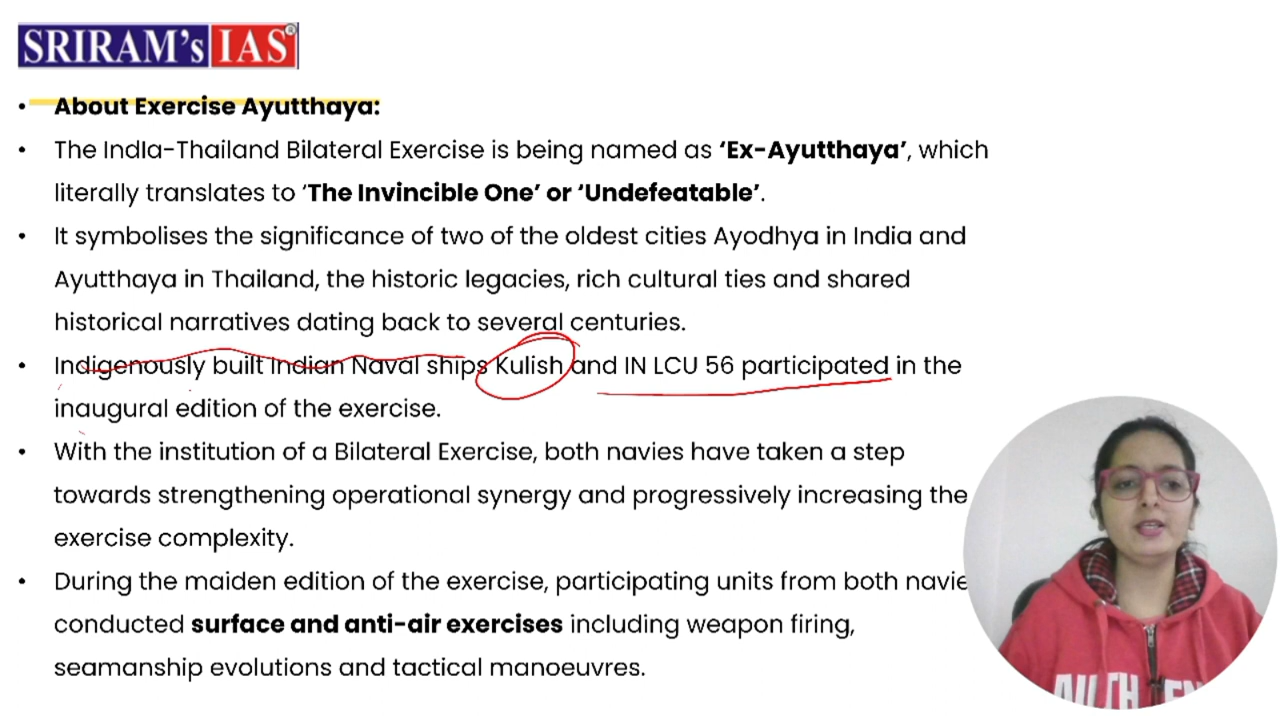 SRIRAM's IAS®
• About Exercise Ayutthaya:
• The IndIa-Thailand Bilateral Exercise is being named as ‘Ex-Ayutthaya’, which
literally translates to ‘The Invincible One’ or ‘Undefeatable’.
• It symbolises the significance of two of the oldest cities Ayodhya in India and
Ayutthaya in Thailand, the historic legacies, rich cultural ties and shared
historical narratives dating back to several centuries.
• Indigenously built Indian Naval ships Kulish and IN LCU 56 participated in the
inaugural edition of the exercise.
• With the institution of a Bilateral Exercise, both navies have taken a step
towards strengthening operational synergy and progressively increasing the
exercise complexity.
• During the maiden edition of the exercise, participating units from both navie
conducted surface and anti-air exercises including weapon firing,
seamanship evolutions and tactical manoeuvres.